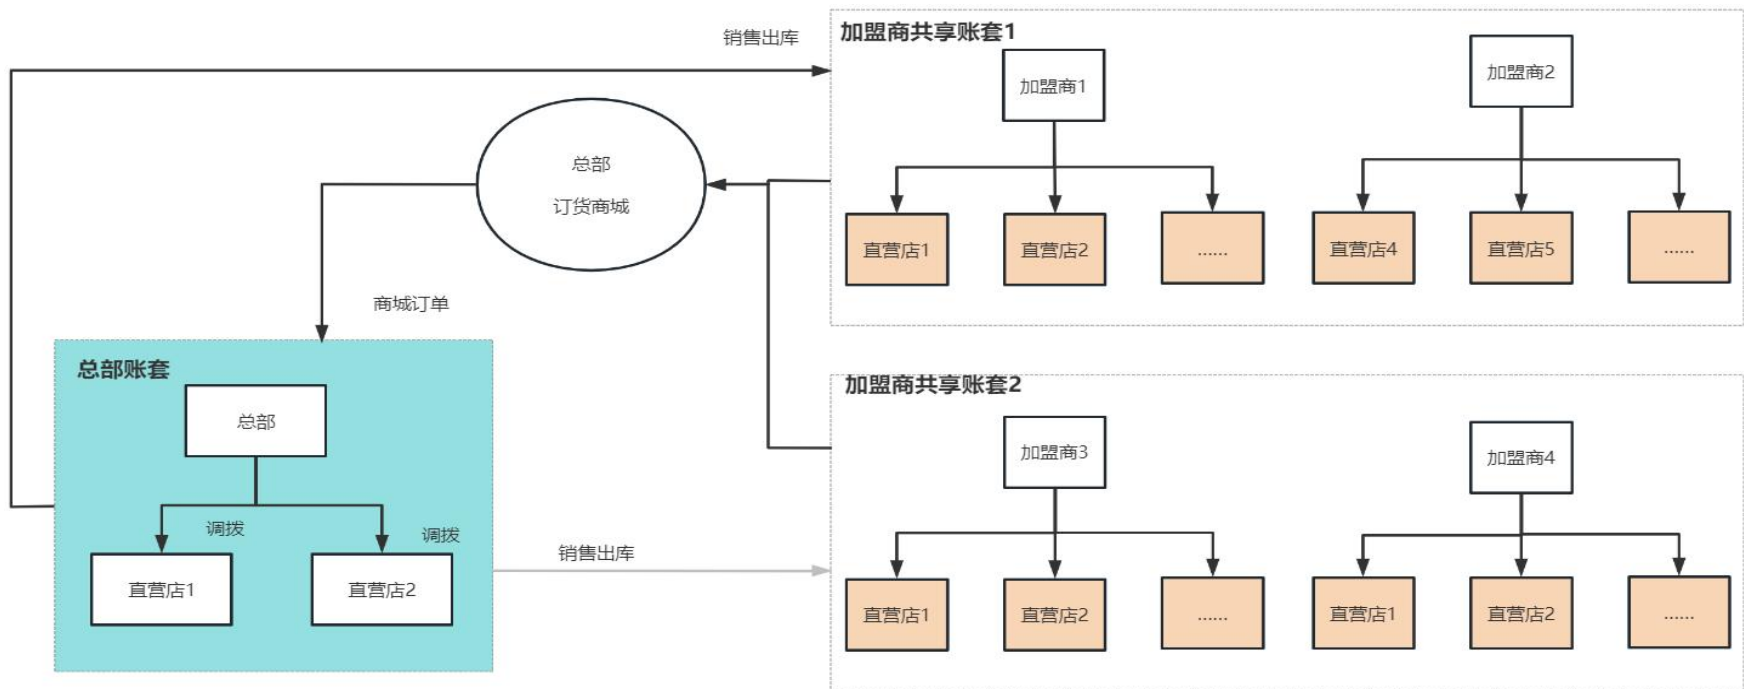 销售出库
加盟商共享账套1
加盟商1
加盟商2
总部
订货商城
直营店1
直营店2
......
直营店4
直营店5
......
商城订单
总部账套
总部
调拨
调拨
直营店1
直营店2
销售出库
加盟商共享账套2
加盟商3
加盟商4
直营店1
直营店2
......
直营店1
直营店2
......